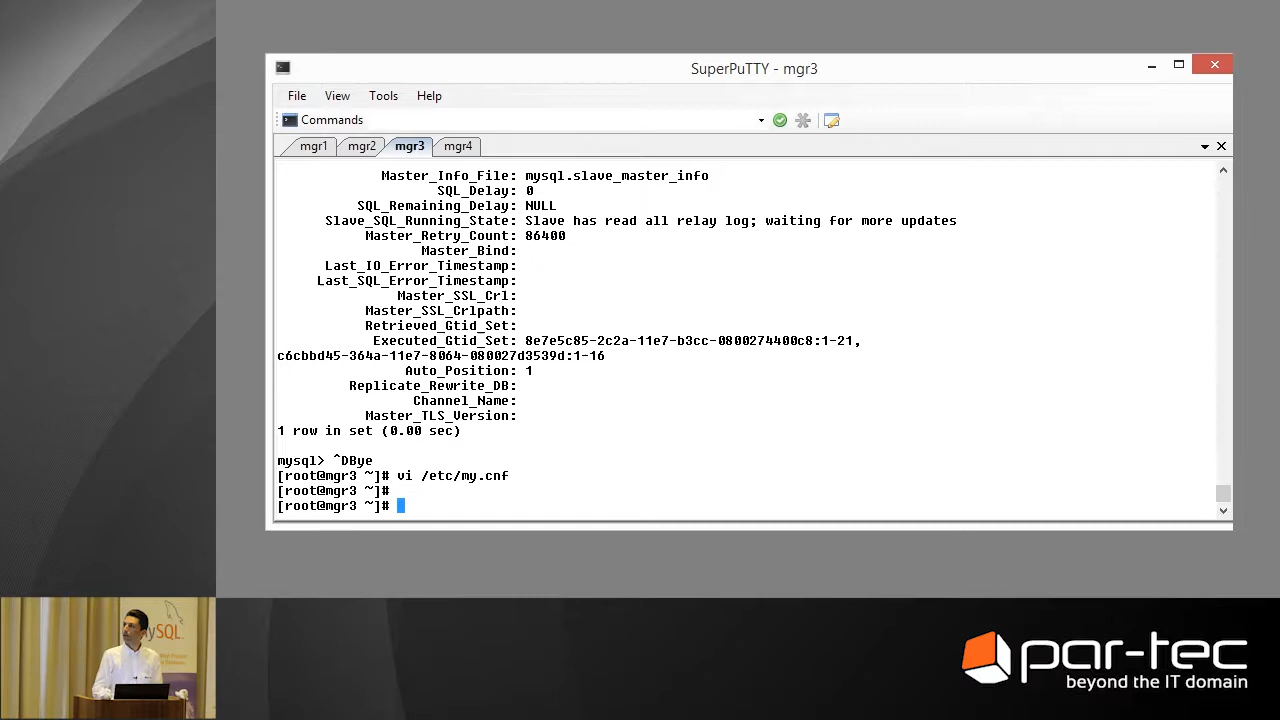 SuperPuTTY - mgr3
File View Tools Help
Commands
mgr1 mgr2 mgr3 mgr4
Master_Info_File: mysql.slave_master_info
SQL_Delay: 0
SQL_Remaining_Delay: NULL
Slave_SQL_Running_State: Slave has read all relay log; waiting for more updates
Master_Retry_Count: 86400
Master_Bind:
Last_IO_Error_Timestamp:
Last_SQL_Error_Timestamp:
Master_SSL_Crl:
Master_SSL_Crlpath:
Retrieved_Gtid_Set:
Executed_Gtid_Set: 8e7e5c85-2c2a-11e7-b3cc-0800274400c8:1-21,
c6cbbd45-364a-11e7-8064-080027d3539d:1-16
Auto_Position: 1
Replicate_Rewrite_DB:
Channel_Name:
Master_TLS_Version:
1 row in set (0.00 sec)
mysql> ^DBye
[root@mgr3 ~]# vi /etc/my.cnf
[root@mgr3 ~]#
[root@mgr3 ~]#
MySQL
par-tec
beyond the IT domain